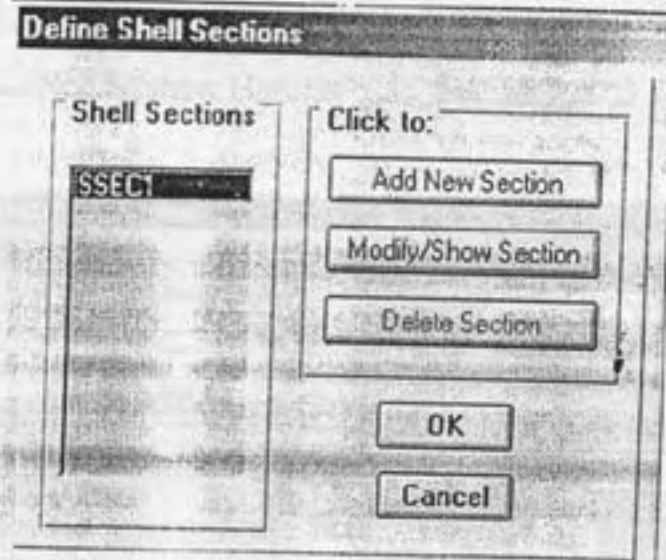 Define Shell Sections
Shell Sections
SSEC1
Click to:
Add New Section
Modify/Show Section
Delete Section
OK
Cancel